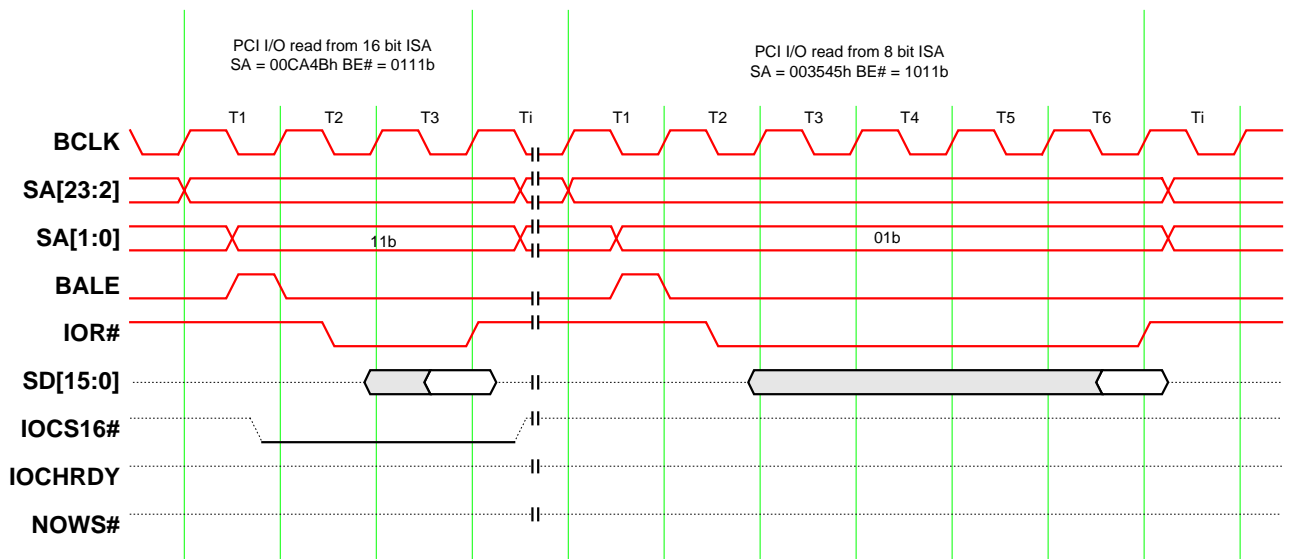 PCI I/O read from 16 bit ISA
SA = 00CA4Bh BE# = 0111b
PCI I/O read from 8 bit ISA
SA = 003545h BE# = 1011b
T1 T2 T3 Ti T1 T2 T3 T4 T5 T6 Ti
BCLK
SA[23:2]
SA[1:0] 11b 01b
BALE
IOR#
SD[15:0]
IOCS16#
IOCHRDY
NOWS#